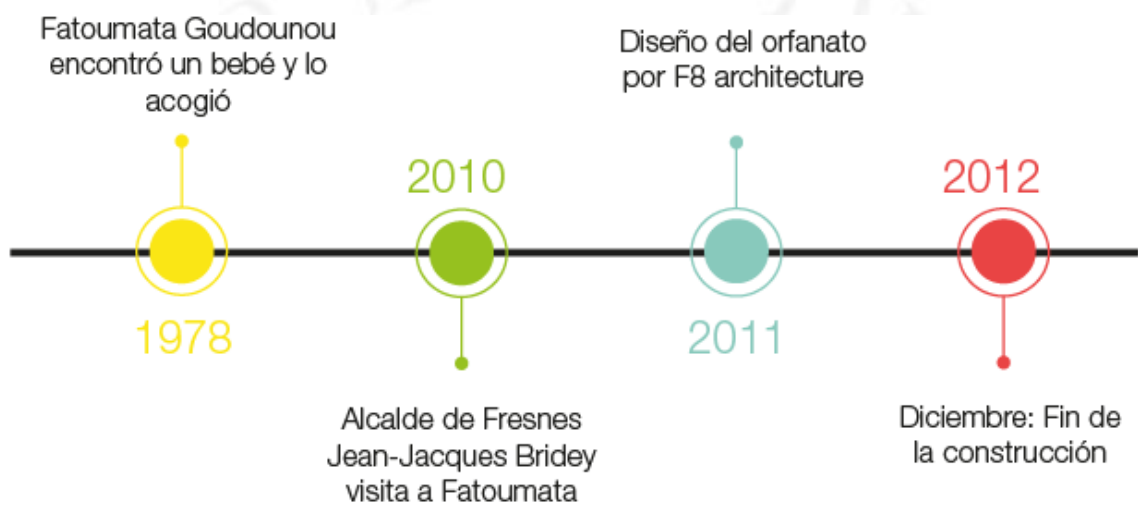 Fatoumata Goudounou
encontró un bebé y lo
acogió
1978
2010
Alcalde de Fresnes
Jean-Jacques Bridey
visita a Fatoumata
Diseño del orfanato
por F8 architecture
2011
2012
Diciembre: Fin de
la construcción